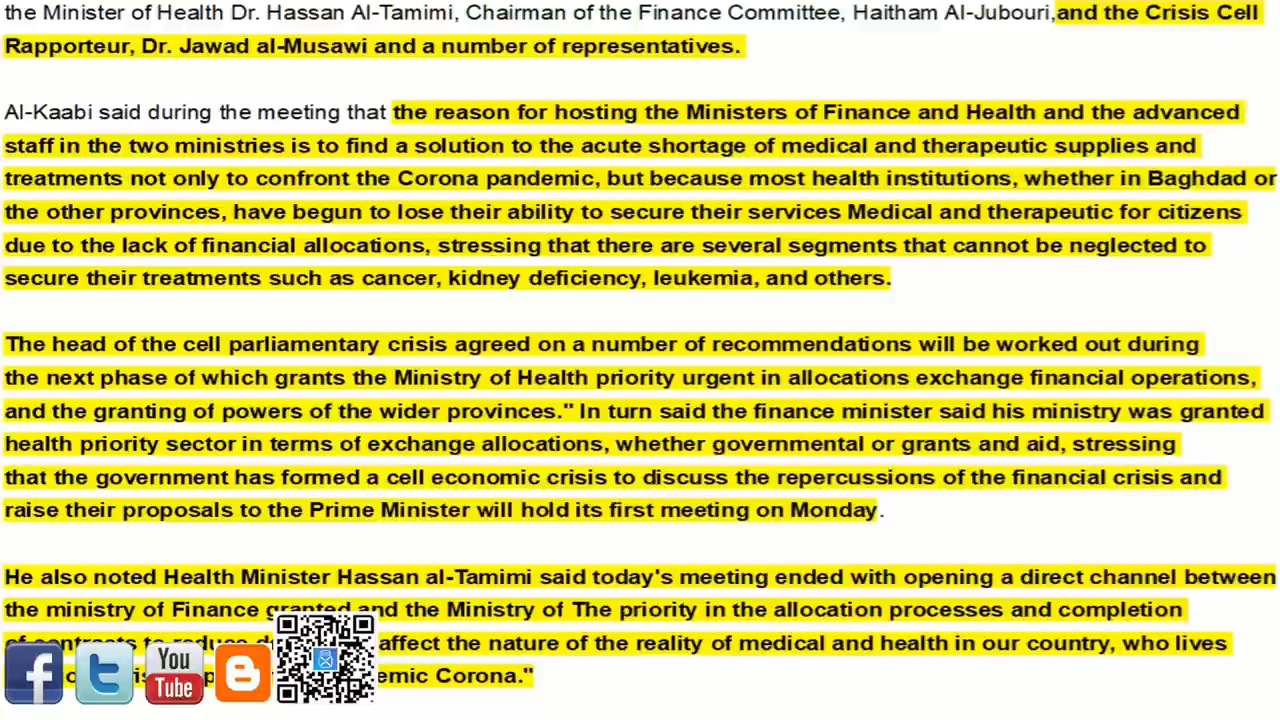 the Minister of Health Dr. Hassan Al-Tamimi, Chairman of the Finance Committee, Haitham Al-Jubouri,and the Crisis Cell
Rapporteur, Dr. Jawad al-Musawi and a number of representatives.
Al-Kaabi said during the meeting that the reason for hosting the Ministers of Finance and Health and the advanced
staff in the two ministries is to find a solution to the acute shortage of medical and therapeutic supplies and
treatments not only to confront the Corona pandemic, but because most health institutions, whether in Baghdad or
the other provinces, have begun to lose their ability to secure their services Medical and therapeutic for citizens
due to the lack of financial allocations, stressing that there are several segments that cannot be neglected to
secure their treatments such as cancer, kidney deficiency, leukemia, and others.
The head of the cell parliamentary crisis agreed on a number of recommendations will be worked out during
the next phase of which grants the Ministry of Health priority urgent in allocations exchange financial operations,
and the granting of powers of the wider provinces." In turn said the finance minister said his ministry was granted
health priority sector in terms of exchange allocations, whether governmental or grants and aid, stressing
that the government has formed a cell economic crisis to discuss the repercussions of the financial crisis and
raise their proposals to the Prime Minister will hold its first meeting on Monday.
He also noted Health Minister Hassan al-Tamimi said today's meeting ended with opening a direct channel between
the ministry of Finance granted and the Ministry of The priority in the allocation processes and completion
of contracts to reduce affect the nature of the reality of medical and health in our country, who lives
Corona."
You
Tube